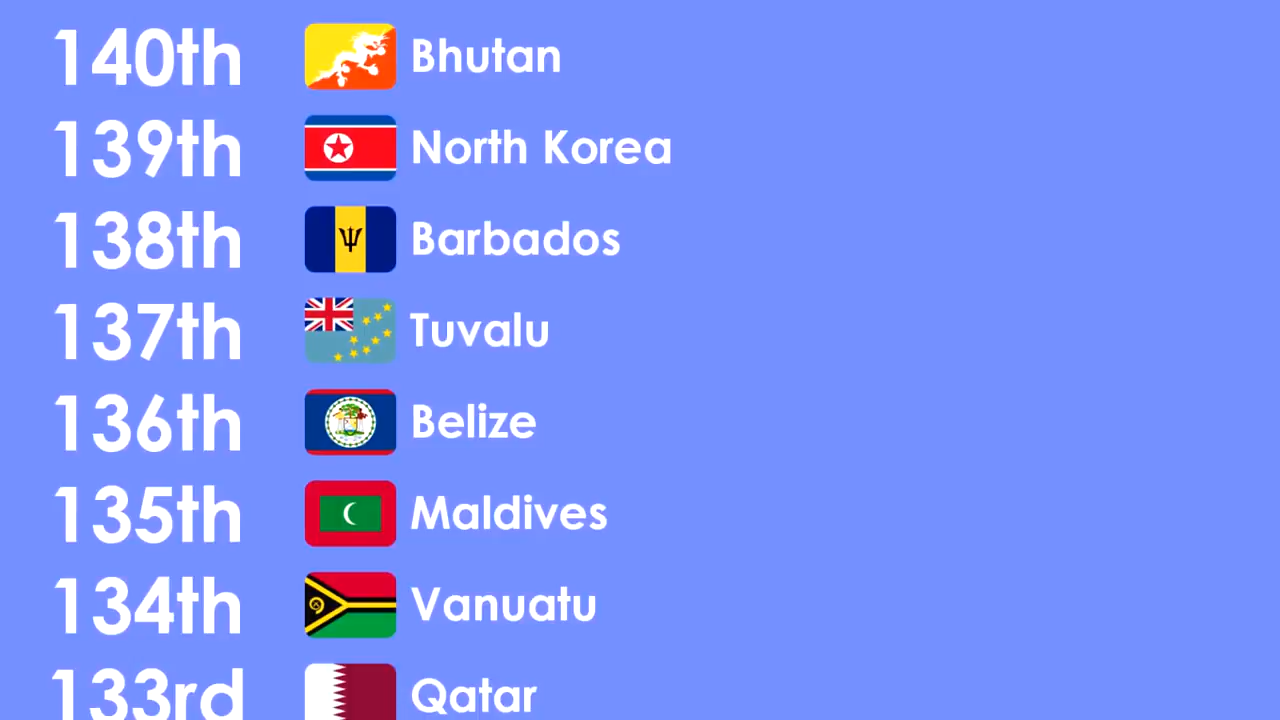 140th Bhutan
139th North Korea
138th Barbados
137th Tuvalu
136th Belize
135th Maldives
134th Vanuatu
133rd Qatar